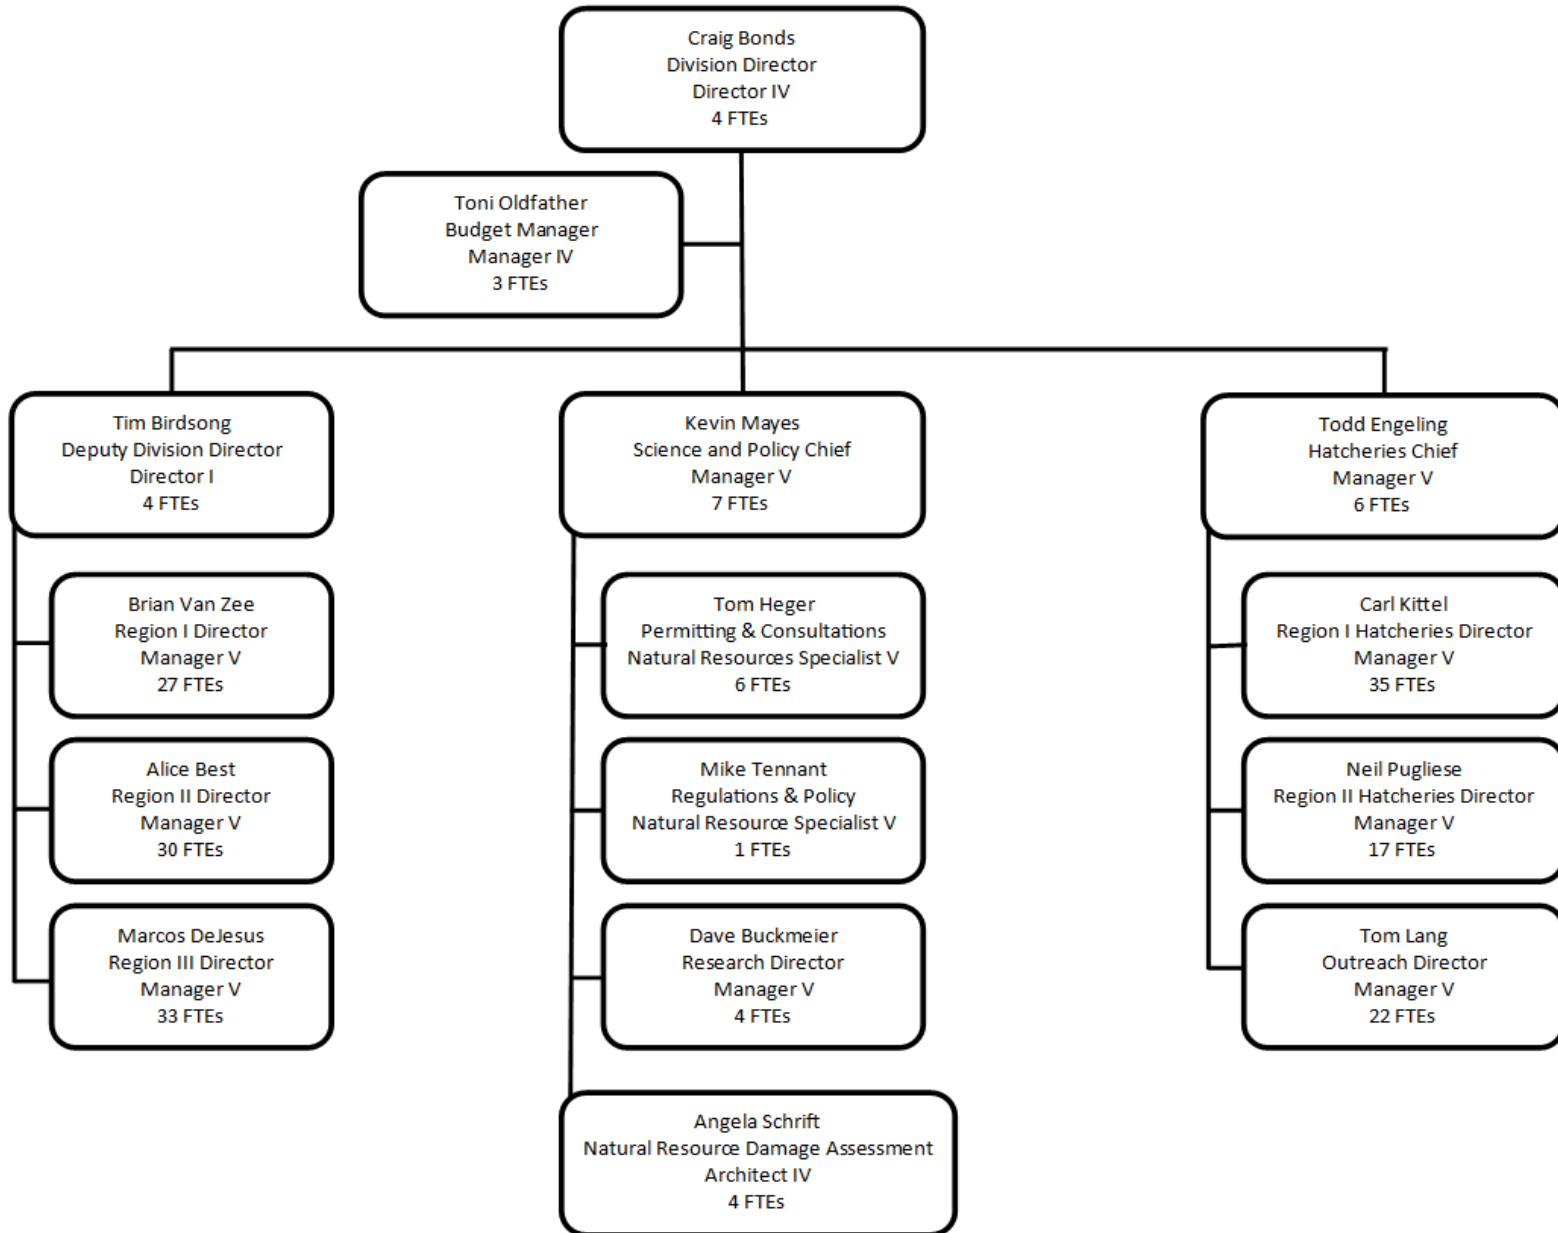 Craig Bonds
Division Director
Director IV
4 FTEs
Toni Oldfather
Budget Manager
Manager IV
3 FTEs
Tim Birdsong
Deputy Division Director
Director I
4 FTEs
Brian Van Zee
Region I Director
Manager V
27 FTEs
Alice Best
Region II Director
Manager V
30 FTEs
Marcos DeJesus
Region III Director
Manager V
33 FTEs
Kevin Mayes
Science and Policy Chief
Manager V
7 FTEs
Tom Heger
Permitting & Consultations
Natural Resources Specialist V
6 FTEs
Mike Tennant
Regulations & Policy
Natural Resource Specialist V
1 FTEs
Dave Buckmeier
Research Director
Manager V
4 FTEs
Angela Schrift
Natural Resource Damage Assessment
Architect IV
4 FTEs
Todd Engeling
Hatcheries Chief
Manager V
6 FTEs
Carl Kittel
Region I Hatcheries Director
Manager V
35 FTEs
Neil Pugliese
Region II Hatcheries Director
Manager V
17 FTEs
Tom Lang
Outreach Director
Manager V
22 FTEs